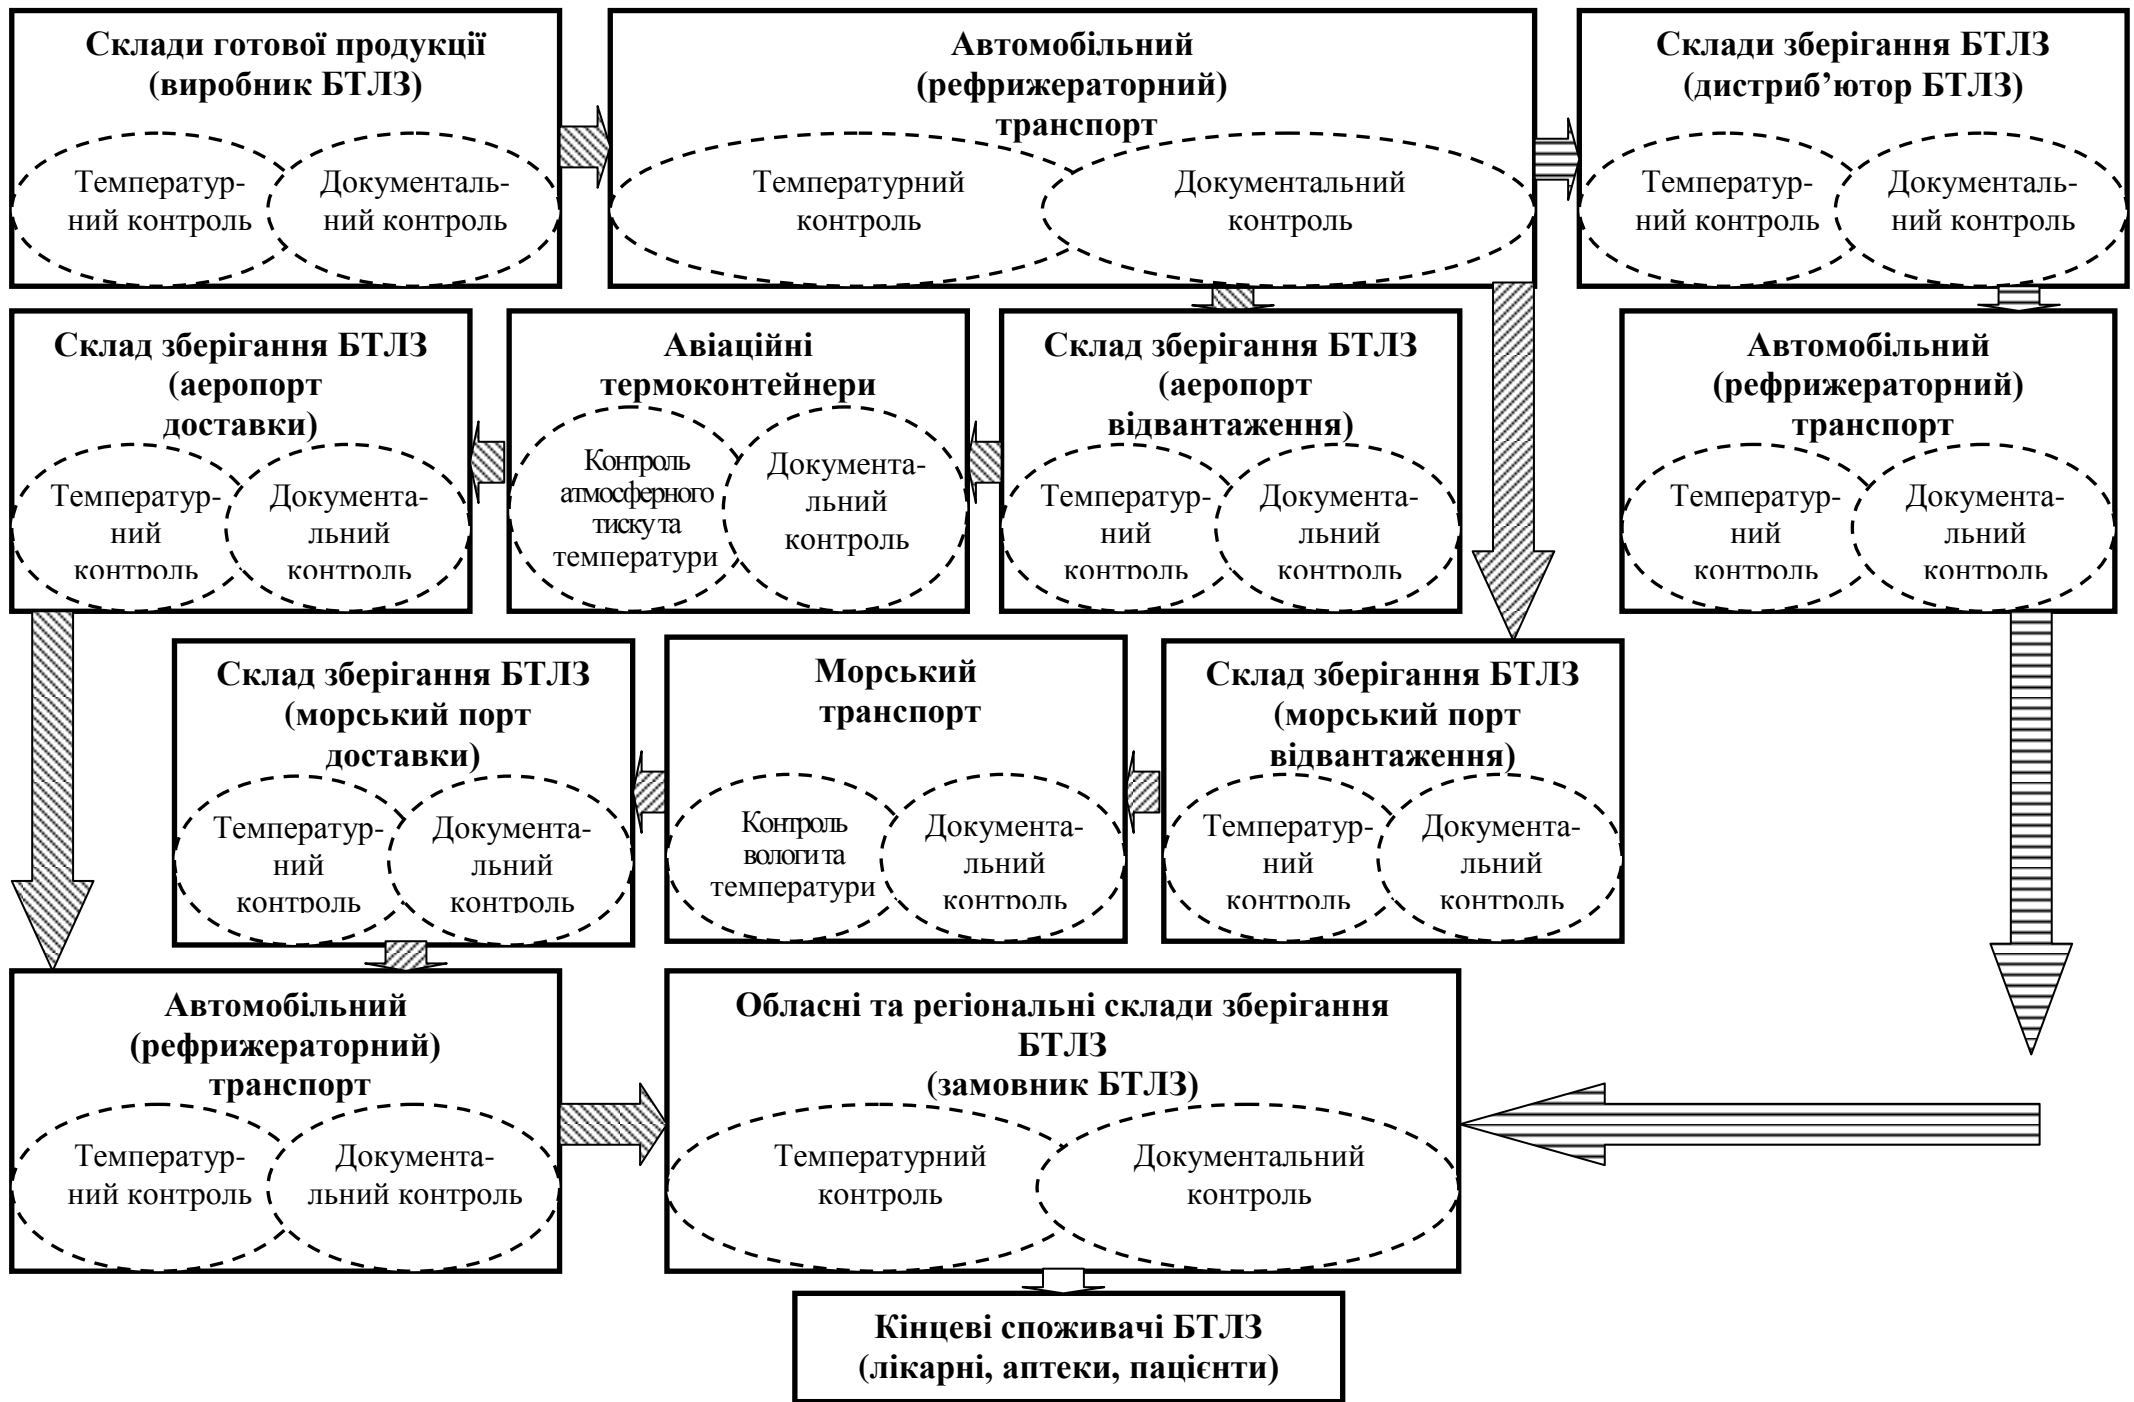 Склади готової продукції
(виробник БТЛЗ)
Температур-
ний контроль
Документаль-
ний контроль
Автомобільний
(рефрижераторний)
транспорт
Температурний
контроль
Документальний
контроль
Склади зберігання БТЛЗ
(дистриб’ютор БТЛЗ)
Температур-
ний контроль
Документаль-
ний контроль
Склад зберігання БТЛЗ
(аеропорт
доставки)
Температур-
ний
контроль
Документа-
льний
контроль
Авіаційні
термоконтейнери
Контроль
атмосферного
тиску та
температури
Документа-
льний
контроль
Склад зберігання БТЛЗ
(аеропорт
відвантаження)
Температур-
ний
контроль
Документа-
льний
контроль
Автомобільний
(рефрижераторний)
транспорт
Температур-
ний
контроль
Документа-
льний
контроль
Склад зберігання БТЛЗ
(морський порт
доставки)
Температур-
ний
контроль
Документа-
льний
контроль
Морський
транспорт
Контроль
вологи та
температури
Документа-
льний
контроль
Склад зберігання БТЛЗ
(морський порт
відвантаження)
Температур-
ний
контроль
Документа-
льний
контроль
Автомобільний
(рефрижераторний)
транспорт
Температур-
ний контроль
Документа-
льний контроль
Обласні та регіональні склади зберігання
БТЛЗ
(замовник БТЛЗ)
Температурний
контроль
Документальний
контроль
Кінцеві споживачі БТЛЗ
(лікарні, аптеки, пацієнти)